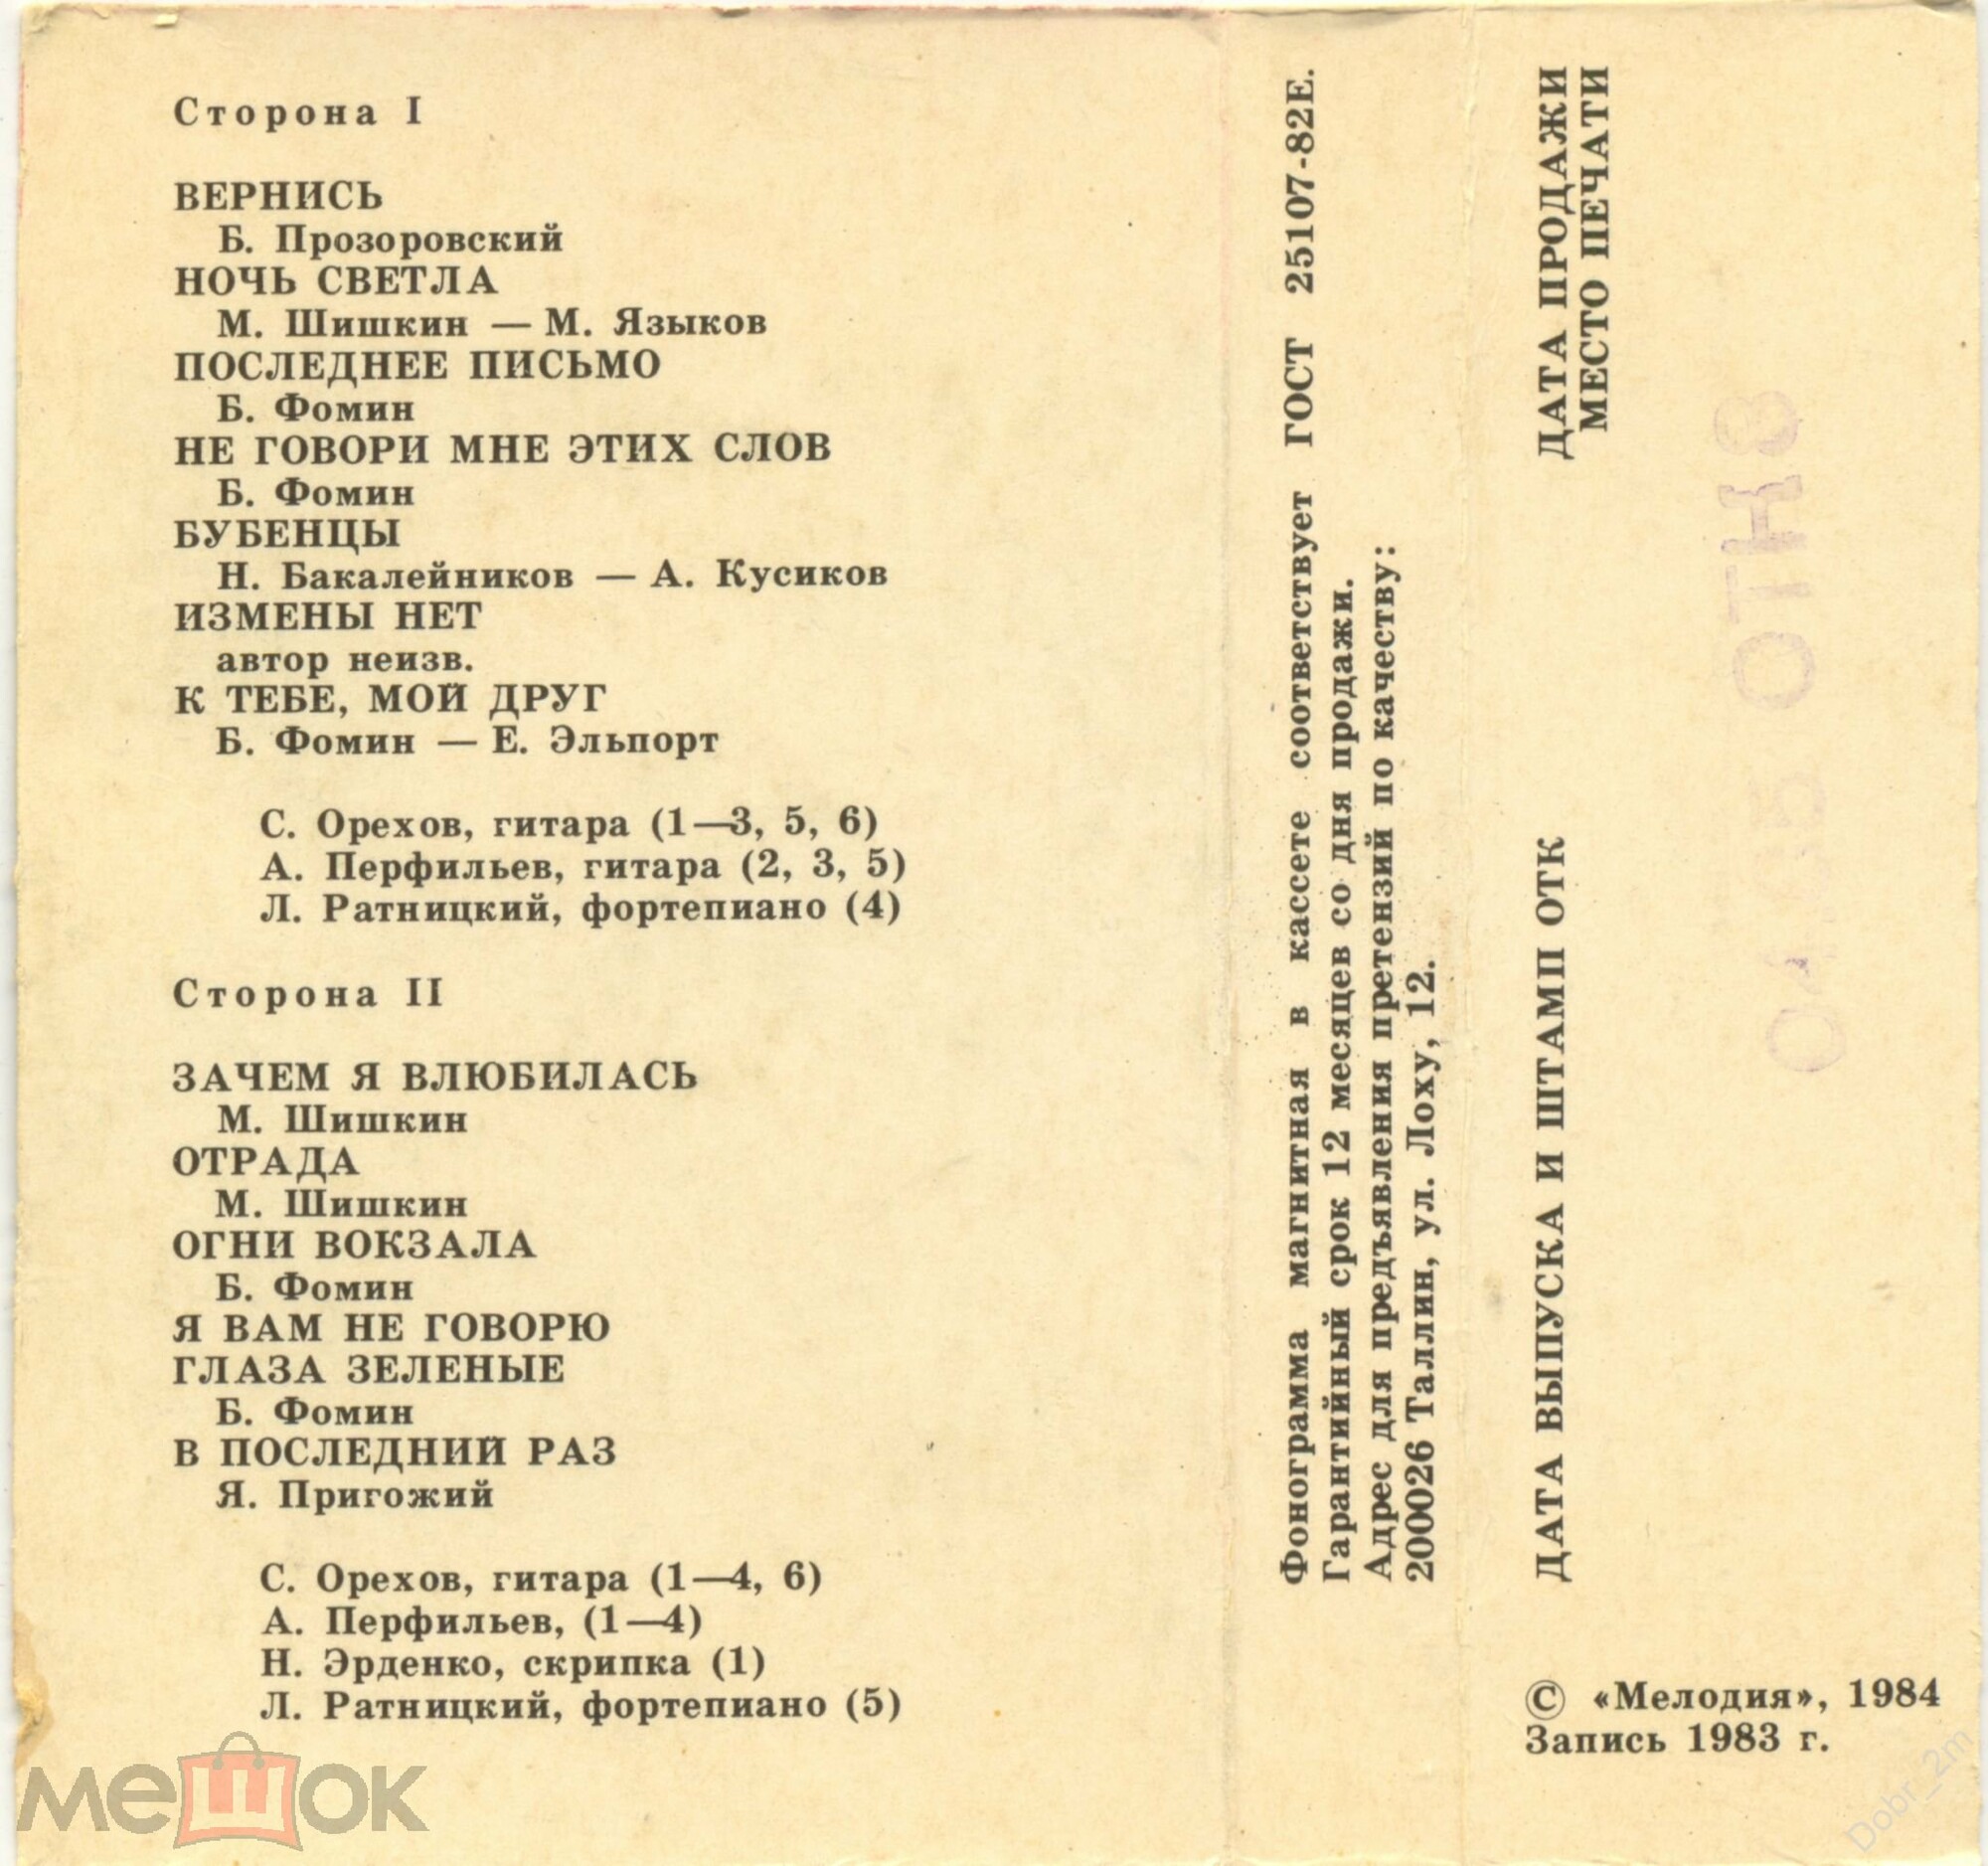 Сторона I
ВЕРНИСЬ
Б. Прозоровский
НОЧЬ СВЕТЛА
М. Шишкин — М. Языков
ПОСЛЕДНЕЕ ПИСЬМО
Б. Фомин
НЕ ГОВОРИ МНЕ ЭТИХ СЛОВ
Б. Фомин
БУБЕНЦЫ
Н. Бакалейников — А. Кусиков
ИЗМЕНЫ НЕТ
автор неизв.
К ТЕБЕ, МОЙ ДРУГ
Б. Фомин — Е. Эльпорт
С. Орехов, гитара (1—3, 5, 6)
А. Перфильев, гитара (2, 3, 5)
Л. Ратницкий, фортепиано (4)
Сторона II
ЗАЧЕМ Я ВЛЮБИЛАСЬ
М. Шишкин
ОТРАДА
М. Шишкин
ОГНИ ВОКЗАЛА
Б. Фомин
Я ВАМ НЕ ГОВОРЮ
ГЛАЗА ЗЕЛЕНЫЕ
Б. Фомин
В ПОСЛЕДНИЙ РАЗ
Я. Пригожий
С. Орехов, гитара (1—4, 6)
А. Перфильев, (1—4)
Н. Эрденко, скрипка (1)
Л. Ратницкий, фортепиано (5)
Фонограмма магнитная в кассете соответствует ГОСТ 25107-82Е.
Гарантийный срок 12 месяцев со дня продажи.
Адрес для предъявления претензий по качеству:
200026 Таллин, ул. Лоху, 12.
ДАТА ВЫПУСКА И ШТАМП ОТК
ДАТА ПРОДАЖИ
МЕСТО ПЕЧАТИ
© «Мелодия», 1984
Запись 1983 г.
мешок
Dobr_2m